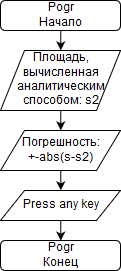 Pogr
Начало
Площадь,
вычисленная
аналитическим
способом: s2
Погрешность:
+-abs(s-s2)
Press any key
Pogr
Конец